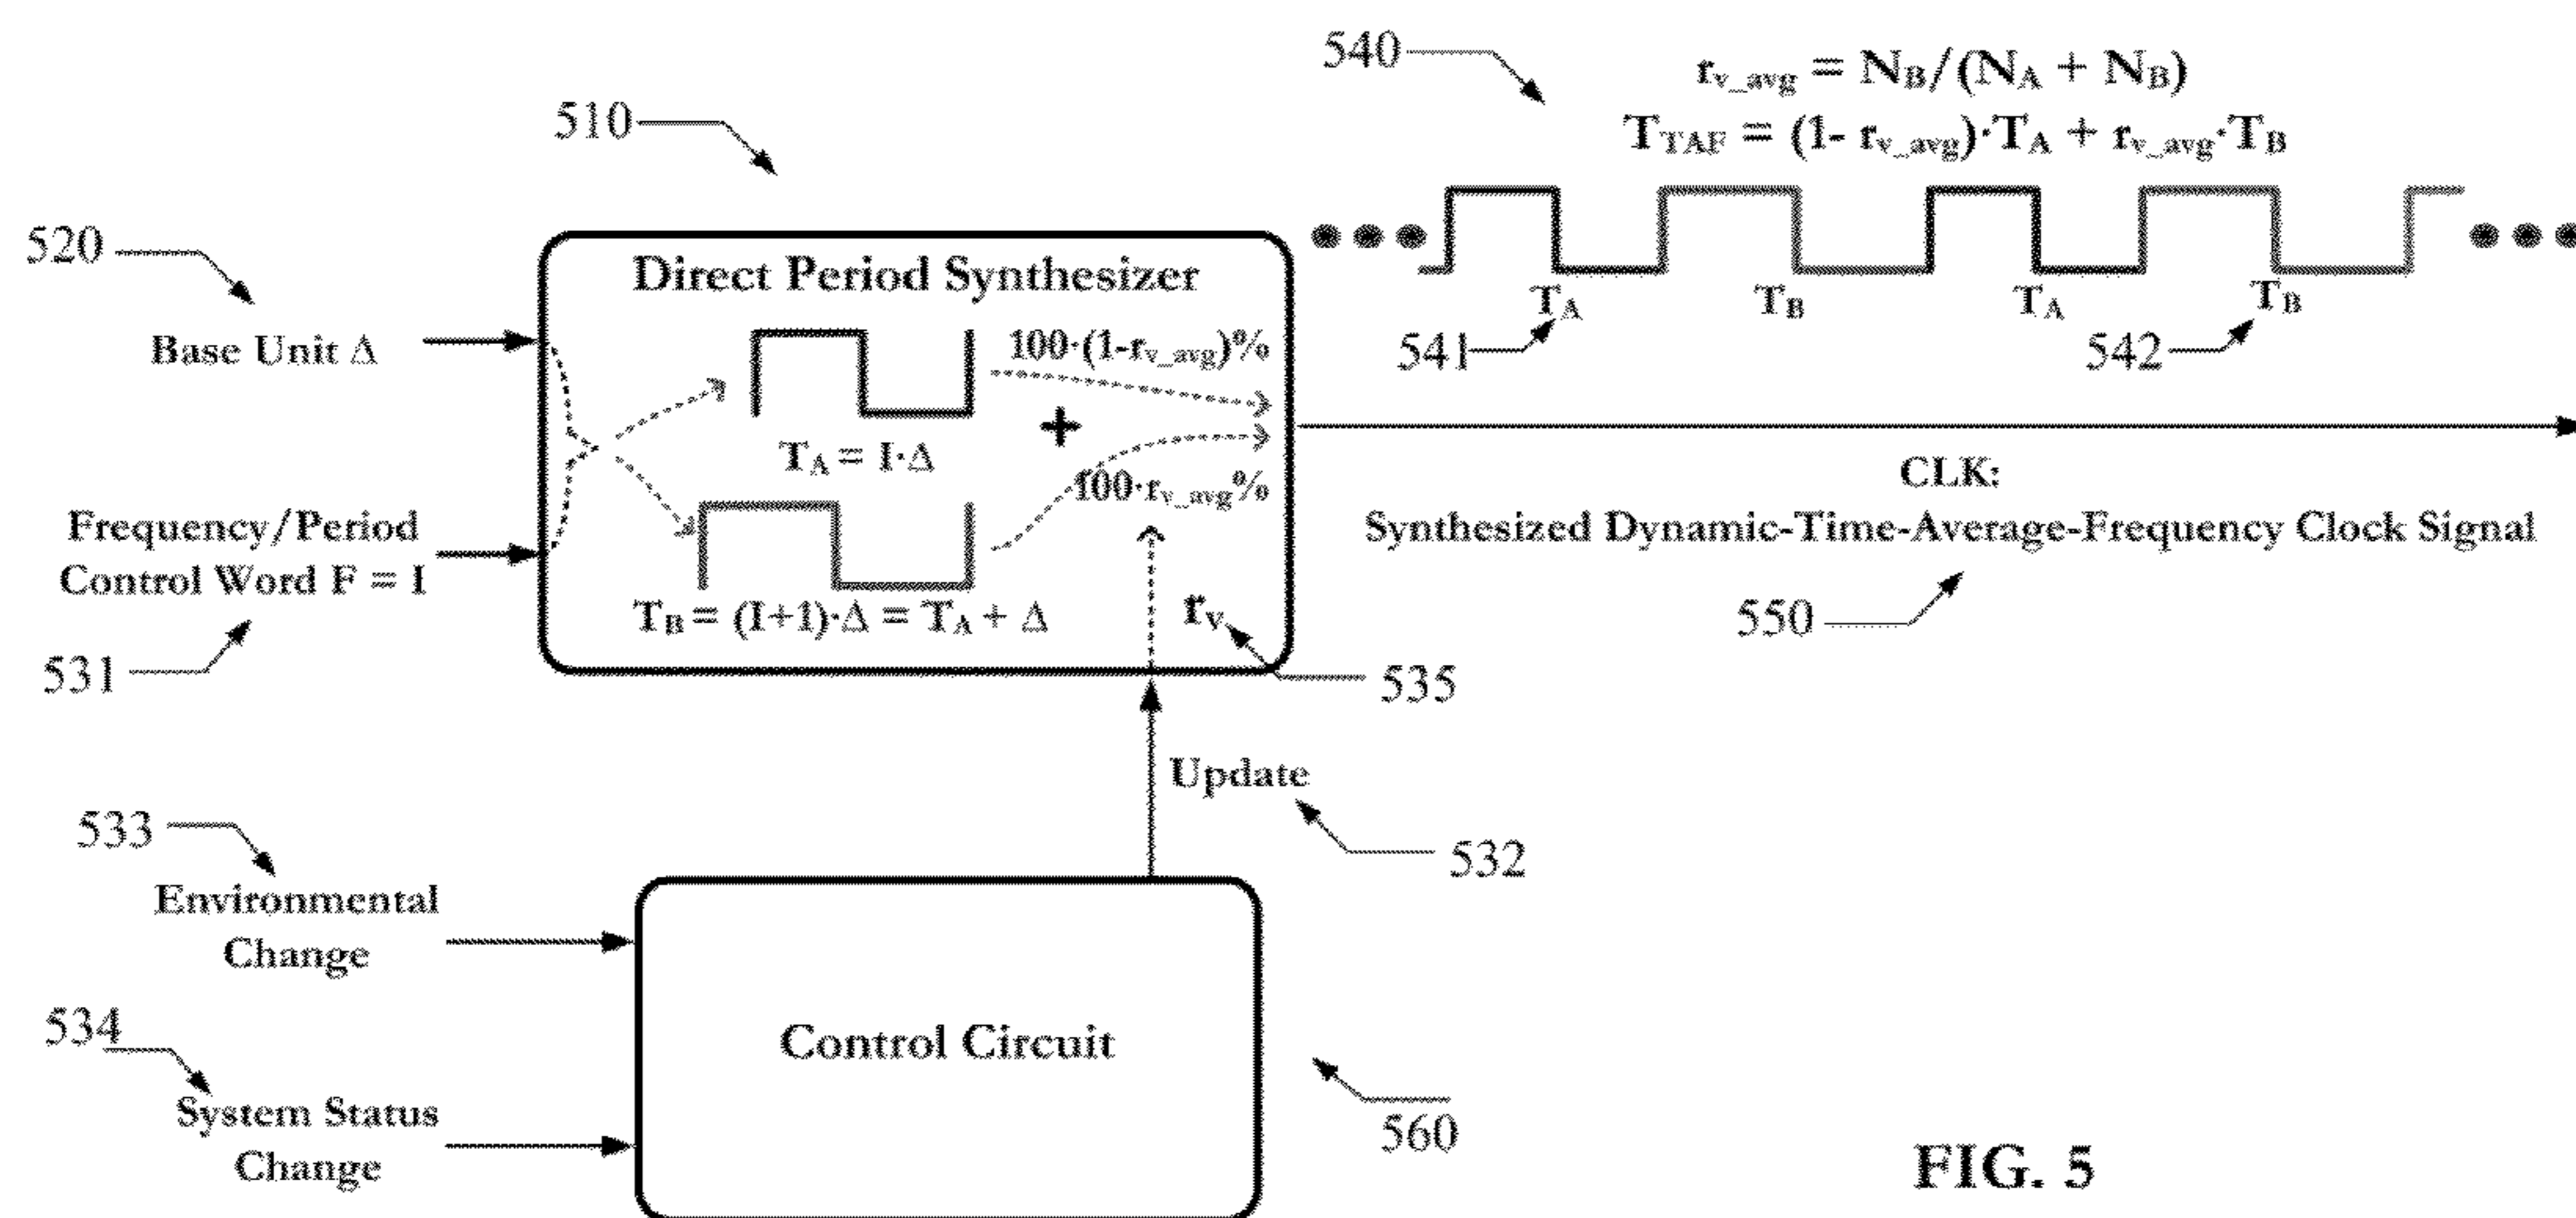 540
r_v_avg = N_B/(N_A + N_B)
T_TAF = (1- r_v_avg)·T_A + r_v_avg·T_B
510
520
Direct Period Synthesizer
T_A
T_B
T_A
T_B
541
542
Base Unit Δ
100·(1-r_v_avg)%
+
T_A = I·Δ
100·r_v_avg%
CLK:
Synthesized Dynamic-Time-Average-Frequency Clock Signal
550
Frequency/Period
Control Word F = I
531
T_B = (I+1)·Δ = T_A + Δ
r_v
535
Update
532
533
Environmental
Change
534
System Status
Change
Control Circuit
560
FIG. 5